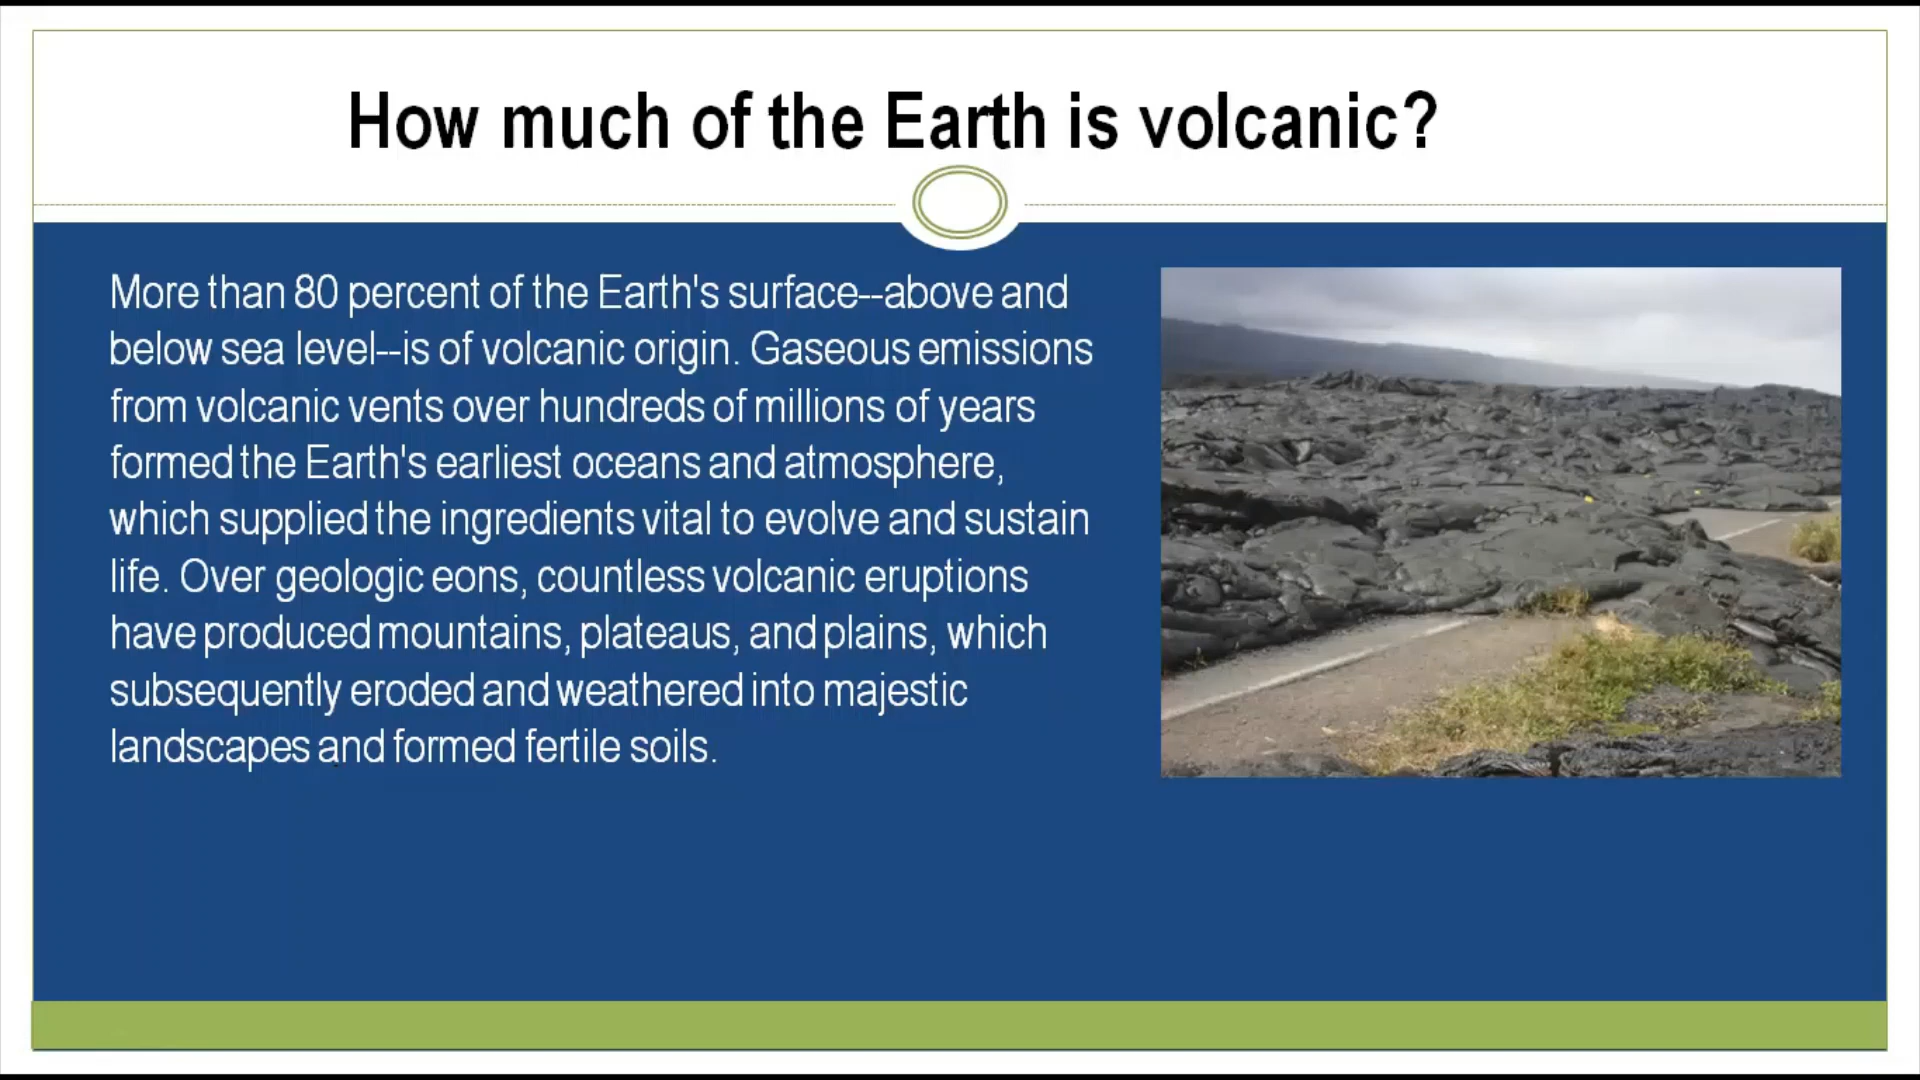 How much of the Earth is volcanic?
More than 80 percent of the Earth's surface--above and
below sea level--is of volcanic origin. Gaseous emissions
from volcanic vents over hundreds of millions of years
formed the Earth's earliest oceans and atmosphere,
which supplied the ingredients vital to evolve and sustain
life. Over geologic eons, countless volcanic eruptions
have produced mountains, plateaus, and plains, which
subsequently eroded and weathered into majestic
landscapes and formed fertile soils.